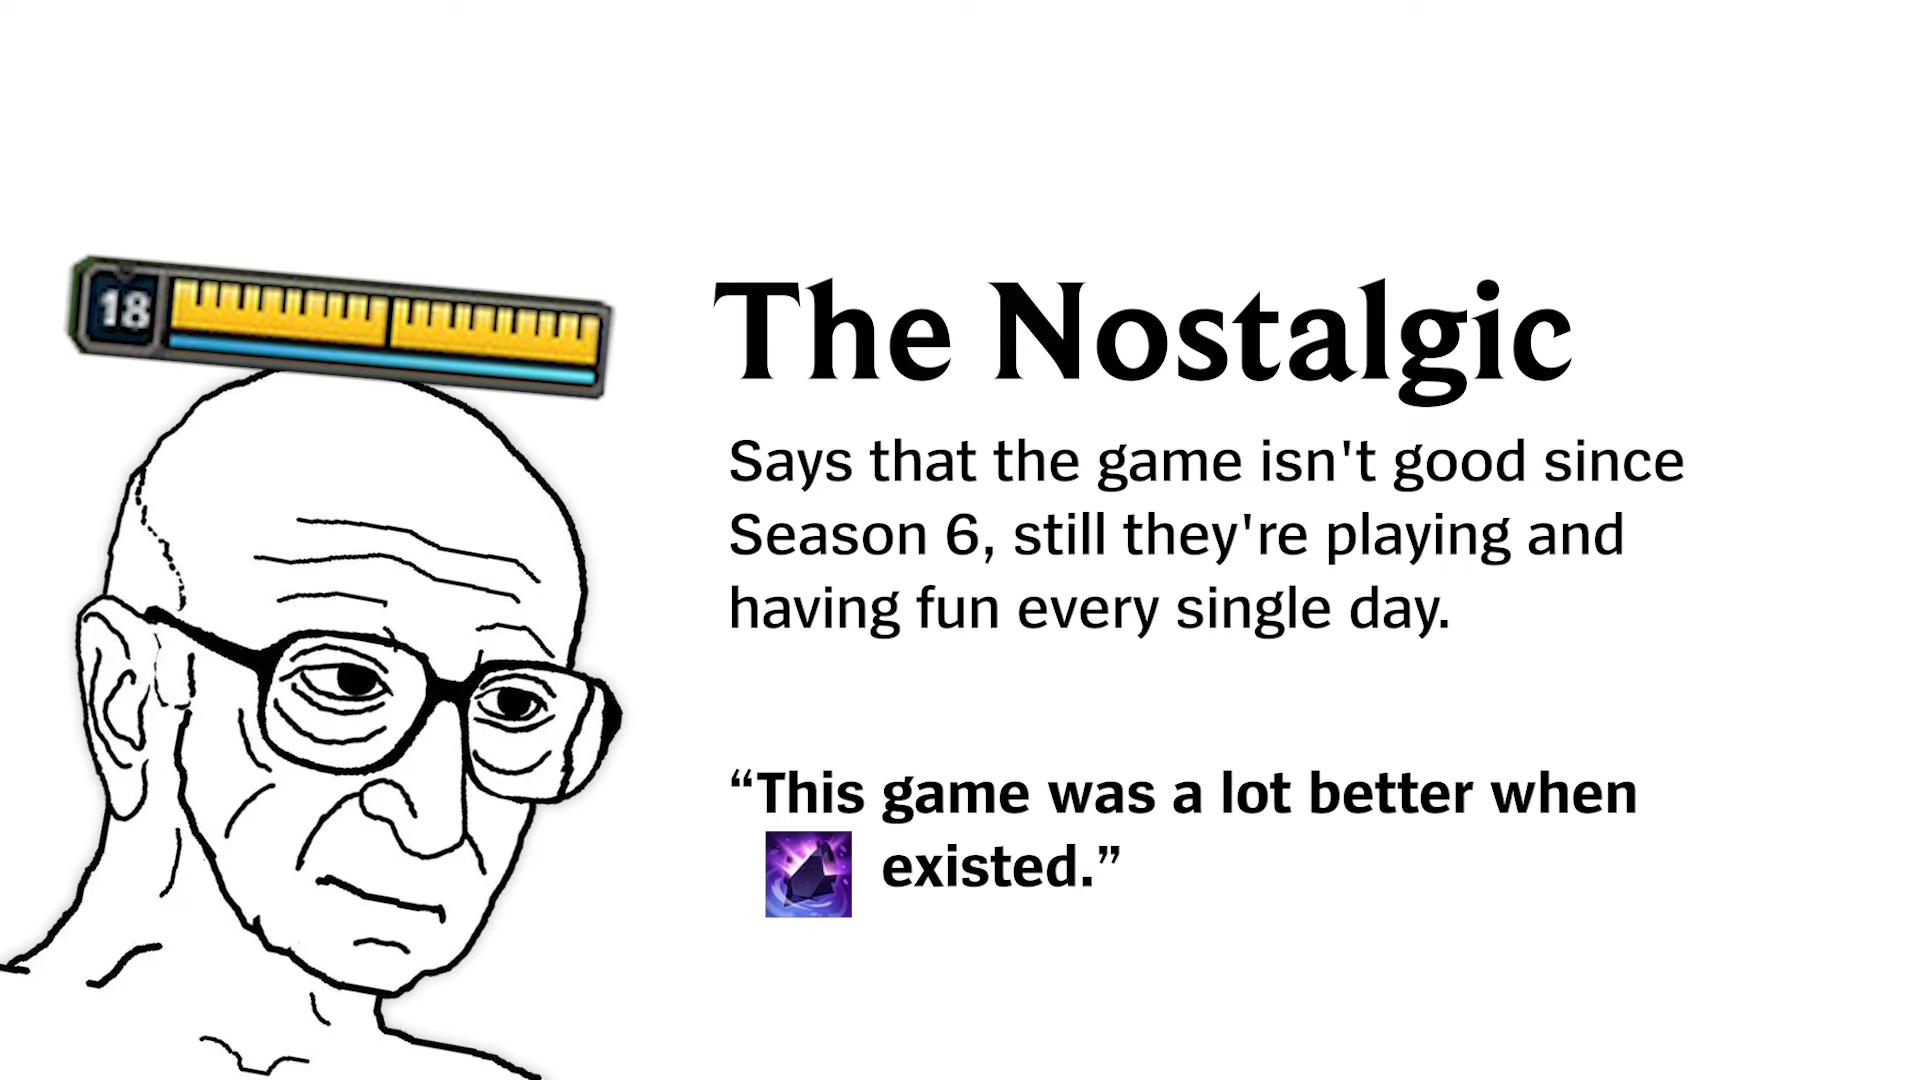 18
The Nostalgic
Says that the game isn't good since
Season 6, still they're playing and
having fun every single day.
“This game was a lot better when
existed.”